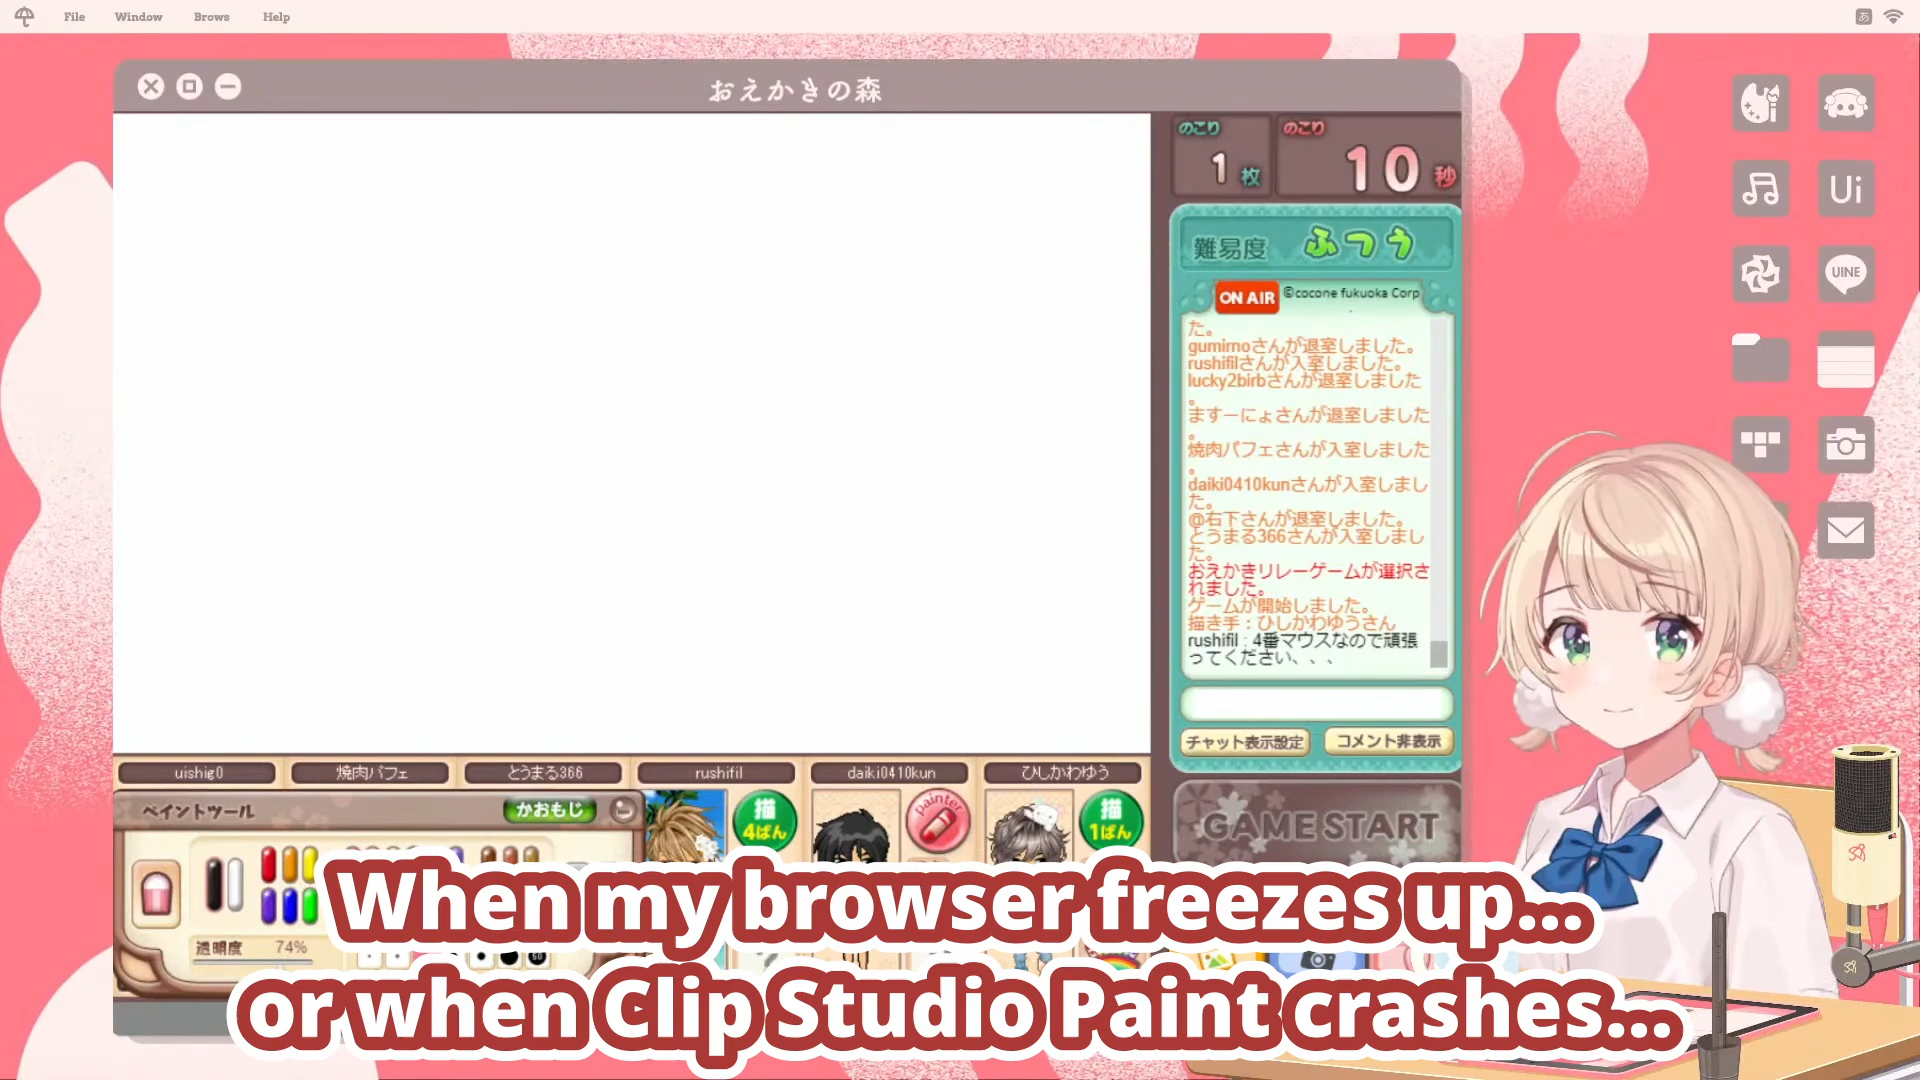 File Window Brows Help
あ
おえかきの森
のこり
1枚
のこり
10秒
Ui
UINE
難易度 ふつう
ON AIR ©cocone fukuoka Corp
.
た。
gumimoさんが退室しました。
rushifilさんが入室しました。
lucky2birbさんが退室しました
。
ますーにょさんが退室しました
。
焼肉パフェさんが入室しました
。
daiki0410kunさんが入室しまし
た。
@右下さんが退室しました。
とうまる366さんが入室しまし
た。
おえかきリレーゲームが選択さ
れました。
ゲームが開始しました。
描き手：ひしかわゆうさん
rushifil : 4番マウスなので頑張
ってください、、、
チャット表示設定 コメント非表示
uishig0 焼肉パフェ とうまる366 rushifil daiki0410kun ひしかわゆう
ペイントツール かおもじ
描
4ばん
painter
描
1ばん
GAME START
透明度 74%
50
When my browser freezes up...
or when Clip Studio Paint crashes...